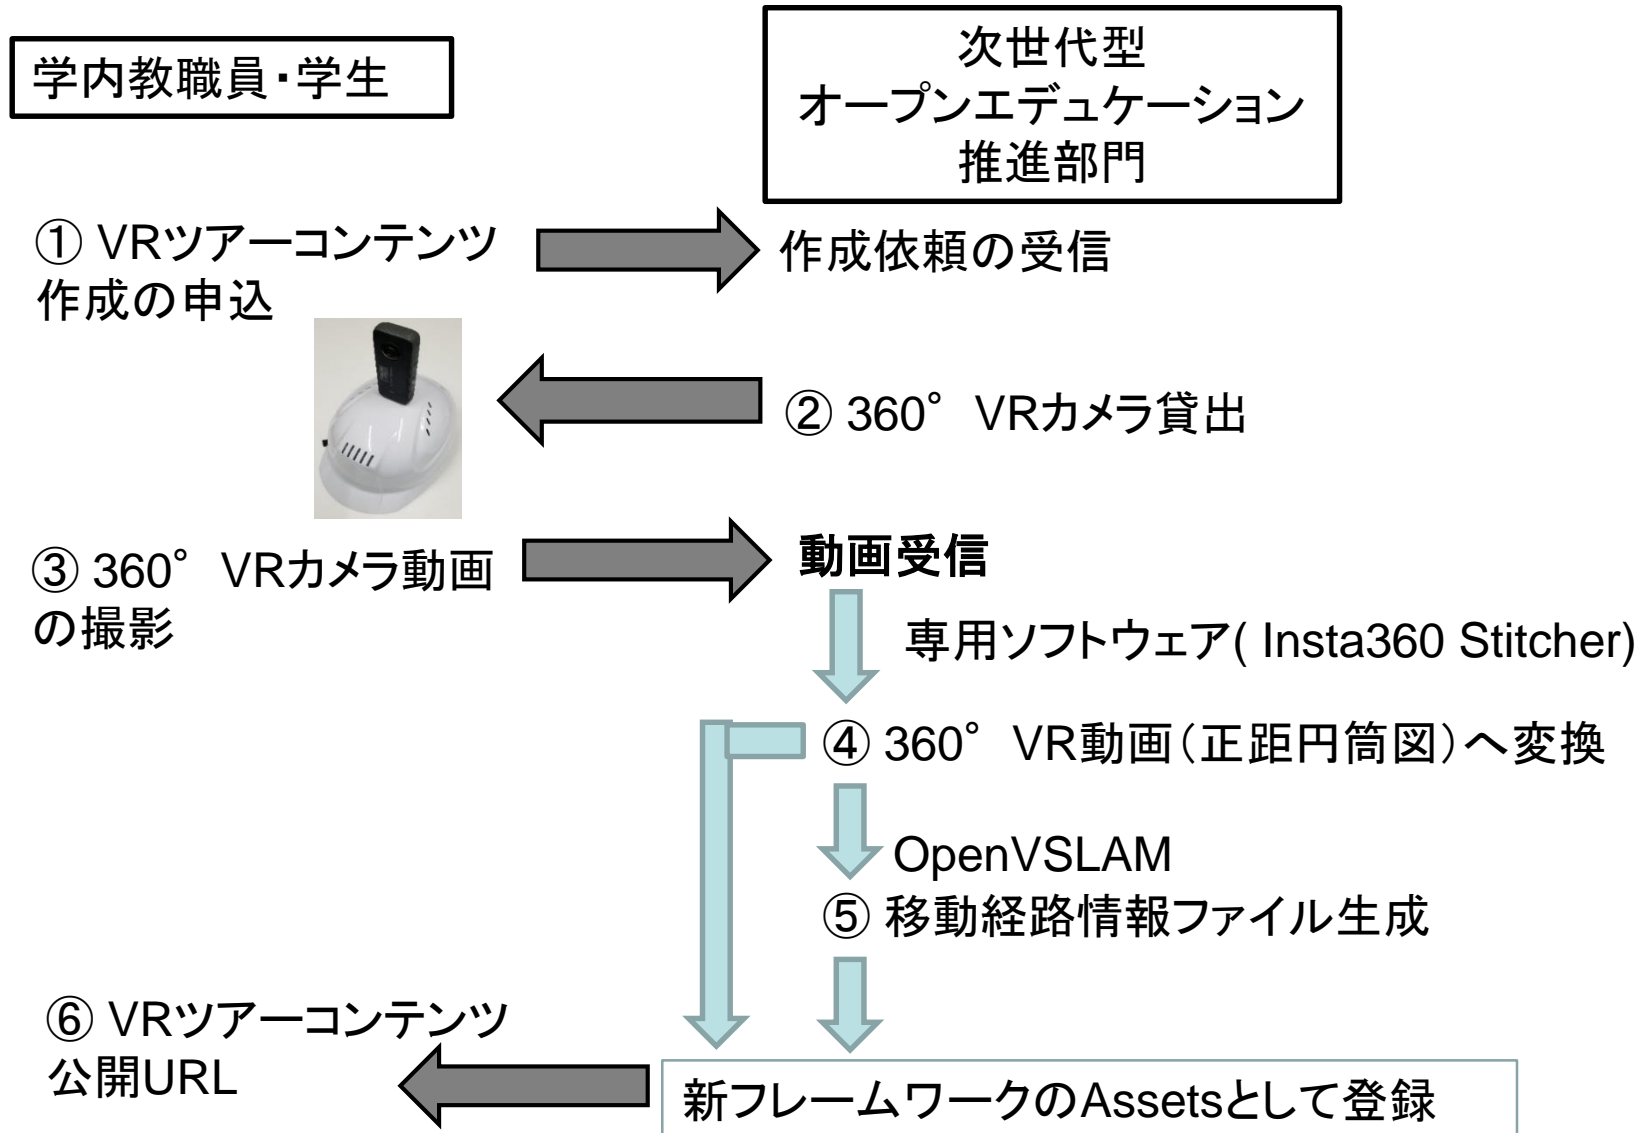 学内教職員・学生
次世代型
オープンエデュケーション
推進部門
① VRツアーコンテンツ
作成の申込
作成依頼の受信
② 360°　VRカメラ貸出
③ 360°　VRカメラ動画
の撮影
動画受信
専用ソフトウェア( Insta360 Stitcher)
④ 360°　VR動画（正距円筒図）へ変換
OpenVSLAM
⑤ 移動経路情報ファイル生成
⑥ VRツアーコンテンツ
公開URL
新フレームワークのAssetsとして登録